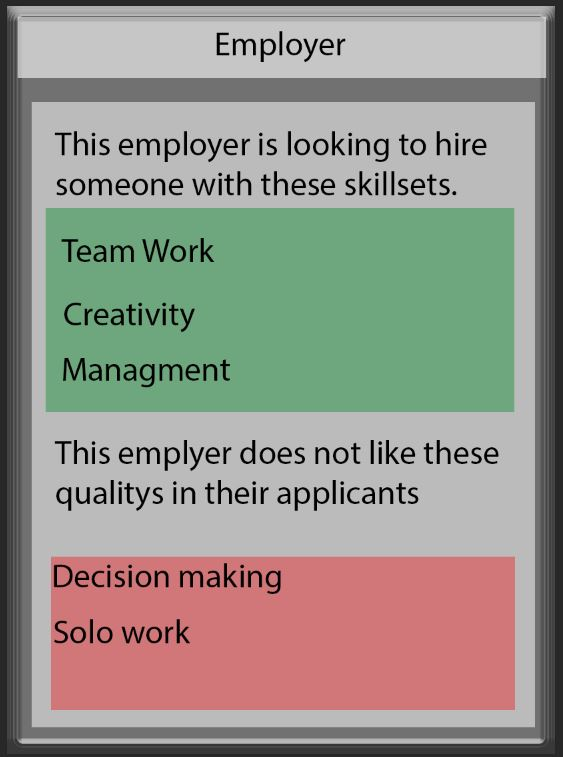 Employer
This employer is looking to hire
someone with these skillsets.
Team Work
Creativity
Managment
This emplyer does not like these
qualitys in their applicants
Decision making
Solo work